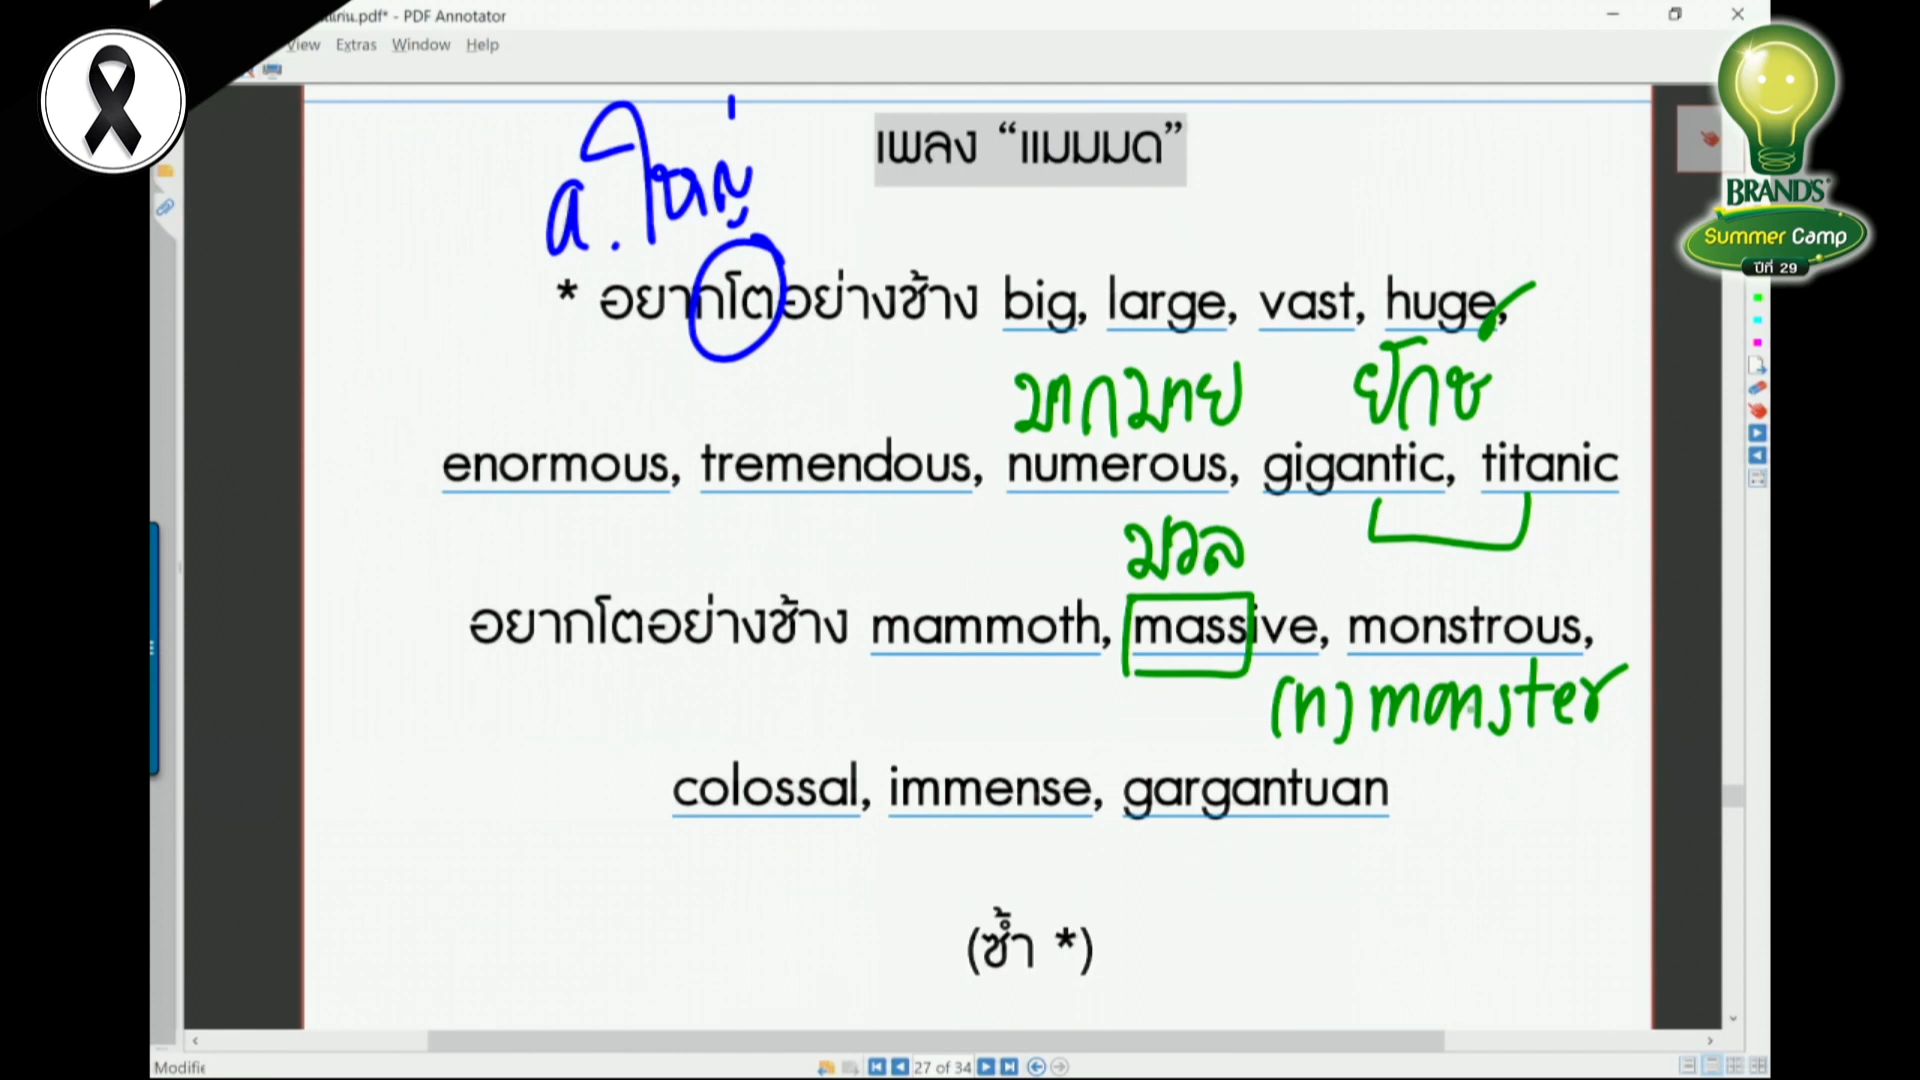 แก่น.pdf* - PDF Annotator
View Extras Window Help
เพลง “แมมมด”
a. ใหญ่
* อยากโตอย่างช้าง big, large, vast, huge,
มากมาย ยักษ์
enormous, tremendous, numerous, gigantic, titanic
มวล
อยากโตอย่างช้าง mammoth, massive, monstrous,
(n) monster
colossal, immense, gargantuan
(ซ้ำ *)
BRAND'S
Summer Camp
ปีที่ 29
Modifie
27 of 34